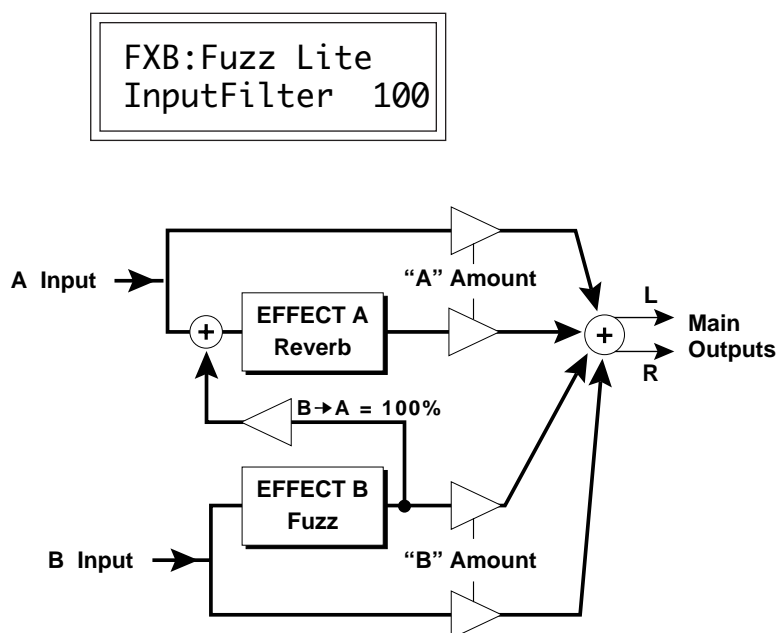 FXB:Fuzz Lite
InputFilter 100
A Input
"A" Amount
EFFECT A
Reverb
+
+
L
R
Main
Outputs
B→A = 100%
EFFECT B
Fuzz
B Input
"B" Amount